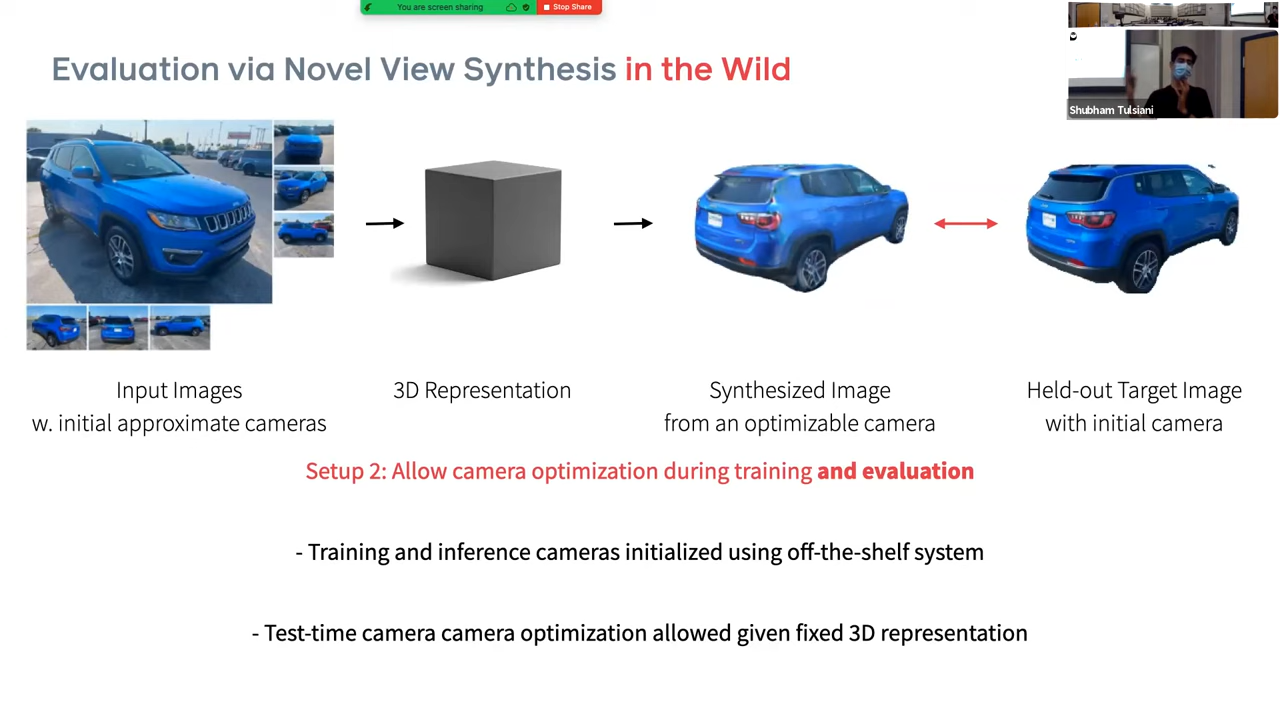 You are screen sharing
Stop Share
Evaluation via Novel View Synthesis in the Wild
Shubham Tulsiani
Input Images
w. initial approximate cameras
3D Representation
Synthesized Image
from an optimizable camera
Held-out Target Image
with initial camera
Setup 2: Allow camera optimization during training and evaluation
- Training and inference cameras initialized using off-the-shelf system
- Test-time camera camera optimization allowed given fixed 3D representation